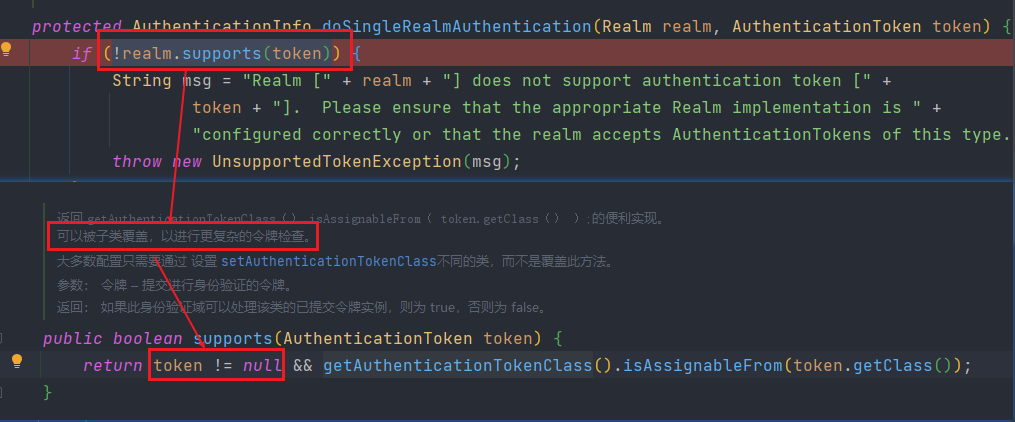 protected AuthenticationInfo doSingleRealmAuthentication(Realm realm, AuthenticationToken token) {
if (!realm.supports(token)) {
String msg = "Realm [" + realm + "] does not support authentication token [" +
token + "].  Please ensure that the appropriate Realm implementation is " +
"configured correctly or that the realm accepts AuthenticationTokens of this type.
throw new UnsupportedTokenException(msg);
返回 getAuthenticationTokenClass（）.isAssignableFrom（ token.getClass（） ）;的便利实现。
可以被子类覆盖，以进行更复杂的令牌检查。
大多数配置只需要通过 设置 setAuthenticationTokenClass不同的类，而不是覆盖此方法。
参数： 令牌 – 提交进行身份验证的令牌。
返回： 如果此身份验证域可以处理该类的已提交令牌实例，则为 true，否则为 false。
public boolean supports(AuthenticationToken token) {
return token != null && getAuthenticationTokenClass().isAssignableFrom(token.getClass());
}